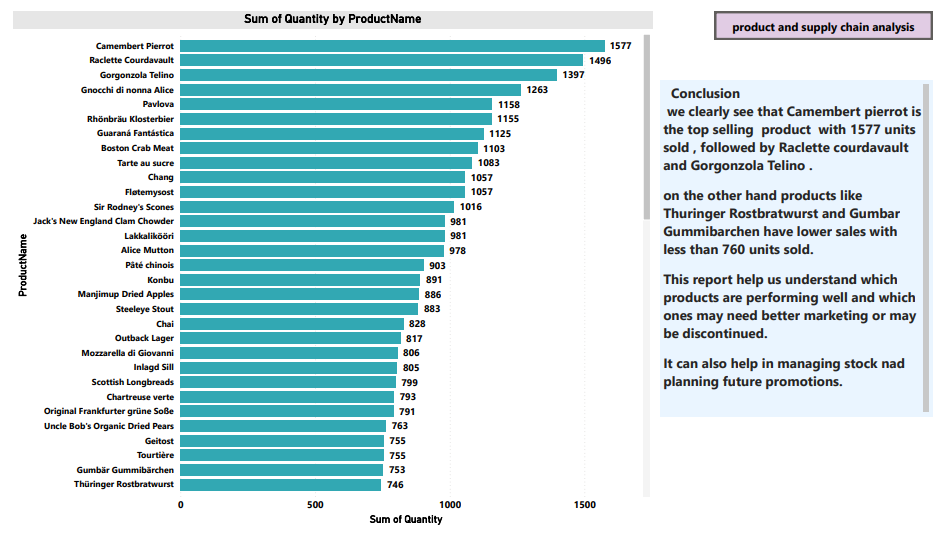 Sum of Quantity by ProductName
product and supply chain analysis
ProductName
Camembert Pierrot 1577
Raclette Courdavault 1496
Gorgonzola Telino 1397
Gnocchi di nonna Alice 1263
Pavlova 1158
Rhönbräu Klosterbier 1155
Guaraná Fantástica 1125
Boston Crab Meat 1103
Tarte au sucre 1083
Chang 1057
Fløtemysost 1057
Sir Rodney's Scones 1016
Jack's New England Clam Chowder 981
Lakkalikööri 981
Alice Mutton 978
Pâté chinois 903
Konbu 891
Manjimup Dried Apples 886
Steeleye Stout 883
Chai 828
Outback Lager 817
Mozzarella di Giovanni 806
Inlagd Sill 805
Scottish Longbreads 799
Chartreuse verte 793
Original Frankfurter grüne Soße 791
Uncle Bob's Organic Dried Pears 763
Geitost 755
Tourtière 755
Gumbär Gummibärchen 753
Thüringer Rostbratwurst 746
0 500 1000 1500
Sum of Quantity
Conclusion
we clearly see that Camembert pierrot is
the top selling product with 1577 units
sold , followed by Raclette courdavault
and Gorgonzola Telino .
on the other hand products like
Thuringer Rostbratwurst and Gumbar
Gummibarchen have lower sales with
less than 760 units sold.
This report help us understand which
products are performing well and which
ones may need better marketing or may
be discontinued.
It can also help in managing stock nad
planning future promotions.